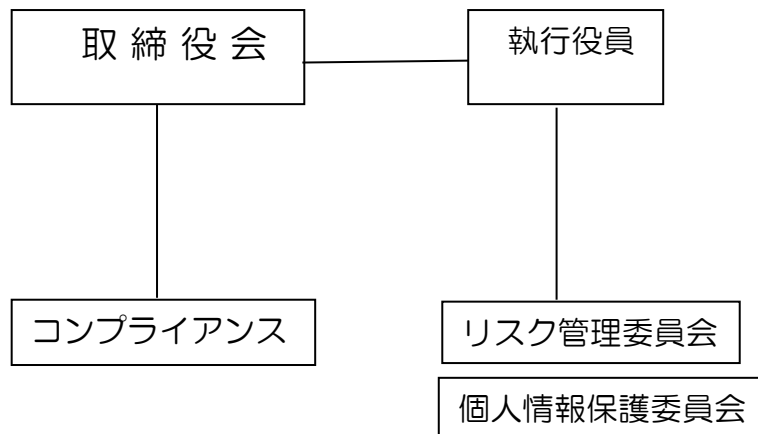 取締役会
執行役員
コンプライアンス
リスク管理委員会
個人情報保護委員会